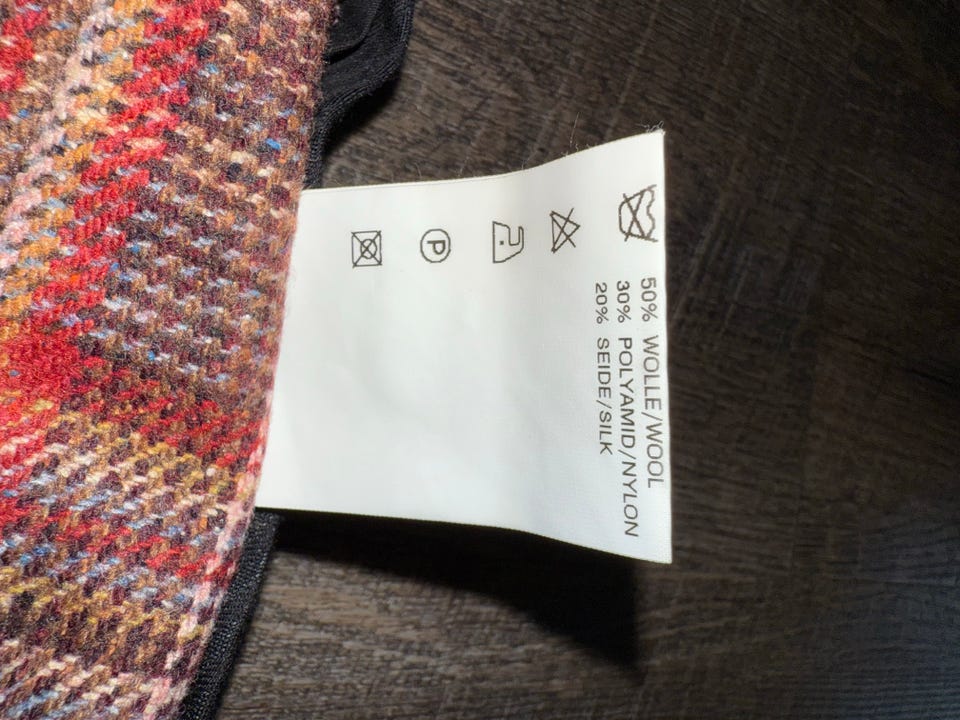 50% WOLLE/WOOL
30% POLYAMID/NYLON
20% SEIDE/SILK
P